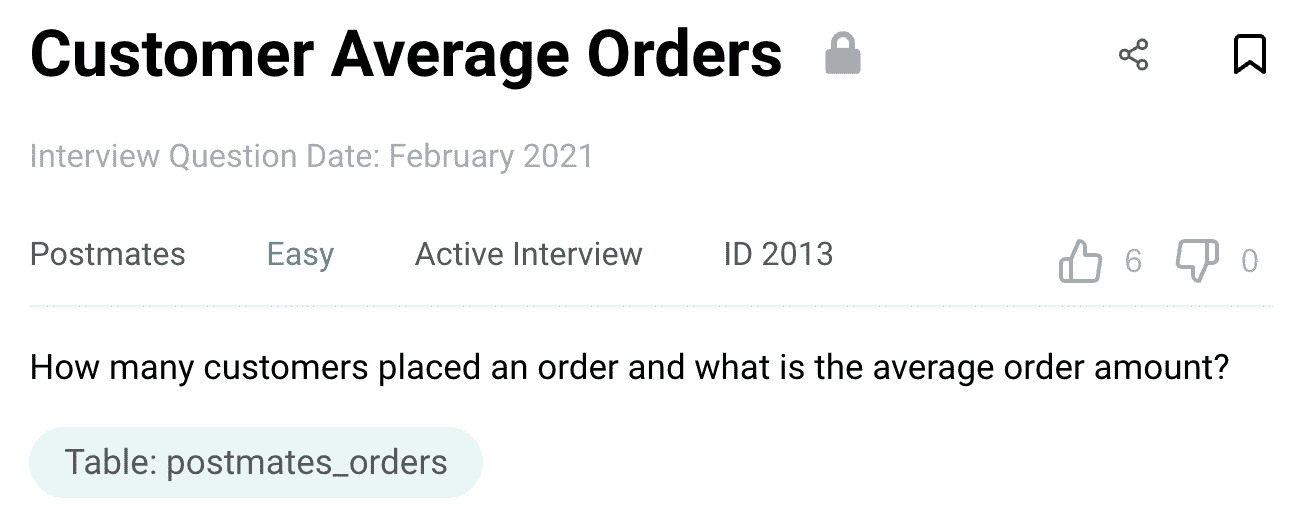 Customer Average Orders
Interview Question Date: February 2021
Postmates Easy Active Interview ID 2013 6 0
How many customers placed an order and what is the average order amount?
Table: postmates_orders